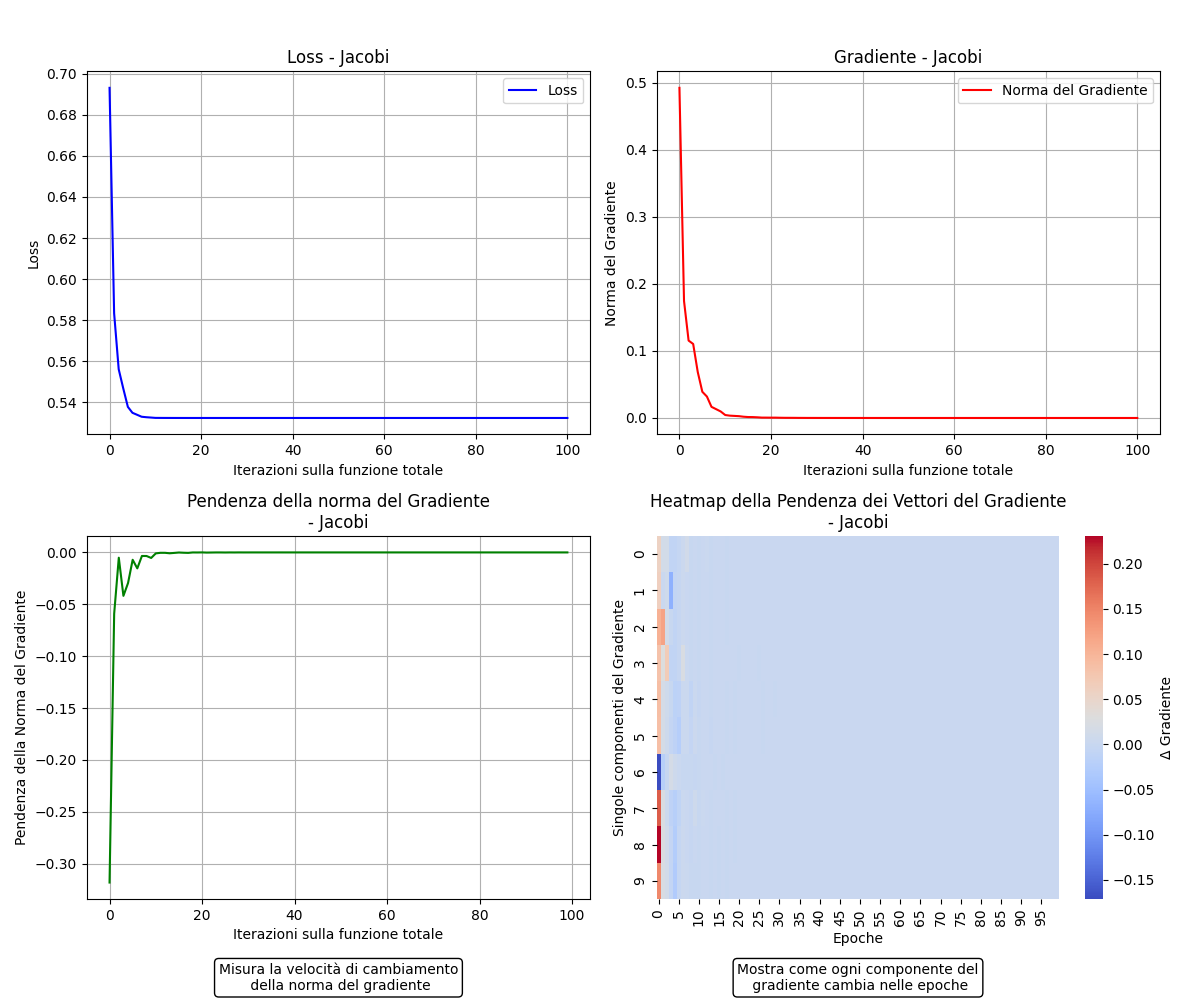 Loss - Jacobi
0.70
0.68
0.66
0.64
0.62
0.60
0.58
0.56
0.54
Loss
Loss
0 20 40 60 80 100
Iterazioni sulla funzione totale
Gradiente - Jacobi
0.5
0.4
0.3
0.2
0.1
0.0
Norma del Gradiente
Norma del Gradiente
0 20 40 60 80 100
Iterazioni sulla funzione totale
Pendenza della norma del Gradiente
- Jacobi
0.00
−0.05
−0.10
−0.15
−0.20
−0.25
−0.30
Pendenza della Norma del Gradiente
0 20 40 60 80 100
Iterazioni sulla funzione totale
Misura la velocità di cambiamento
della norma del gradiente
Heatmap della Pendenza dei Vettori del Gradiente
- Jacobi
0
1
2
3
4
5
6
7
8
9
Singole componenti del Gradiente
0 5 10 15 20 25 30 35 40 45 50 55 60 65 70 75 80 85 90 95
Epoche
0.20
0.15
0.10
0.05
0.00
−0.05
−0.10
−0.15
Δ Gradiente
Mostra come ogni componente del
gradiente cambia nelle epoche